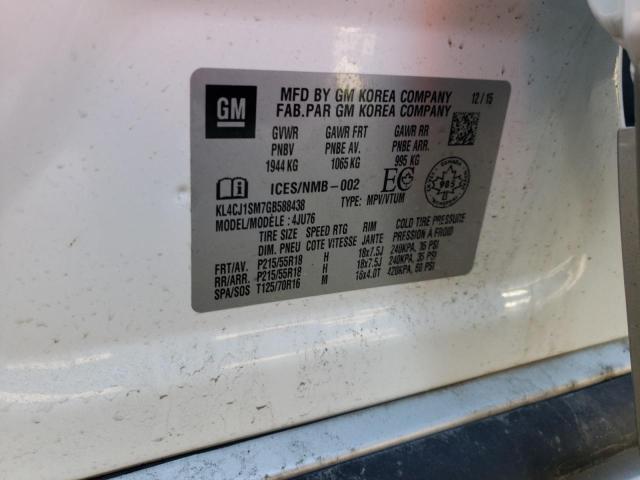 GM
MFD BY GM KOREA COMPANY 12/15
FAB.PAR GM KOREA COMPANY
GVWR GAWR FRT GAWR RR
PNBV PNBE AV. PNBE ARR.
1944 KG 1065 KG 995 KG
ICES/NMB-002 EC
KL4CJ1SM7GB588438 TYPE: MPV/VTUM
MODEL/MODÈLE: 4JU76
TIRE SIZE SPEED RTG RIM COLD TIRE PRESSURE
DIM. PNEU COTE VITESSE JANTE PRESSION À FROID
FRT/AV. P215/55R18 H 18x7.5J 240KPA, 35 PSI
RR/ARR. P215/55R18 H 18x7.5J 240KPA, 35 PSI
SPA/SOS T125/70R16 M 16x4.0T 420KPA, 60 PSI